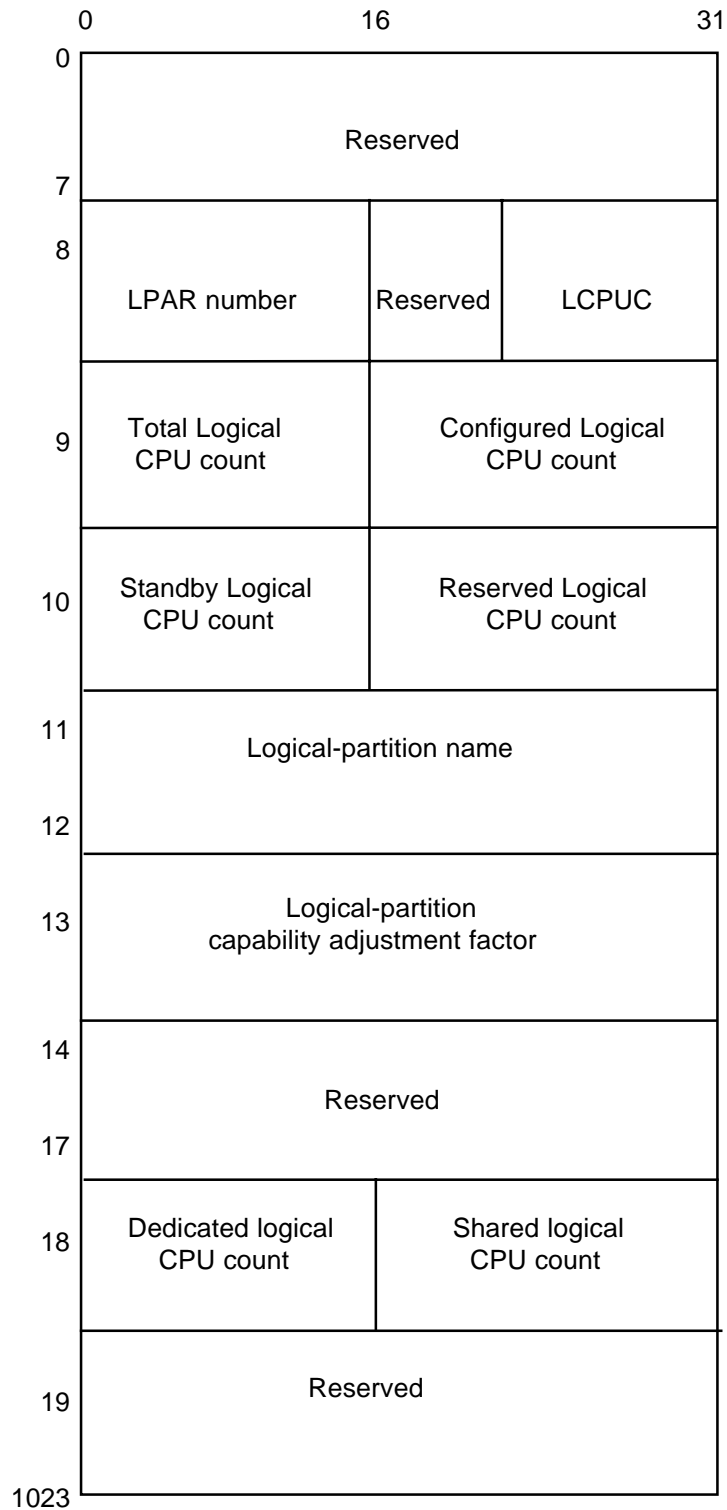 0 16 31
0
Reserved
7
8
LPAR number Reserved LCPUC
Total Logical Configured Logical
9
CPU count CPU count
Standby Logical Reserved Logical
10
CPU count CPU count
11
Logical-partition name
12
Logical-partition
13
capability adjustment factor
14
Reserved
17
Dedicated logical Shared logical
18
CPU count CPU count
Reserved
19
1023